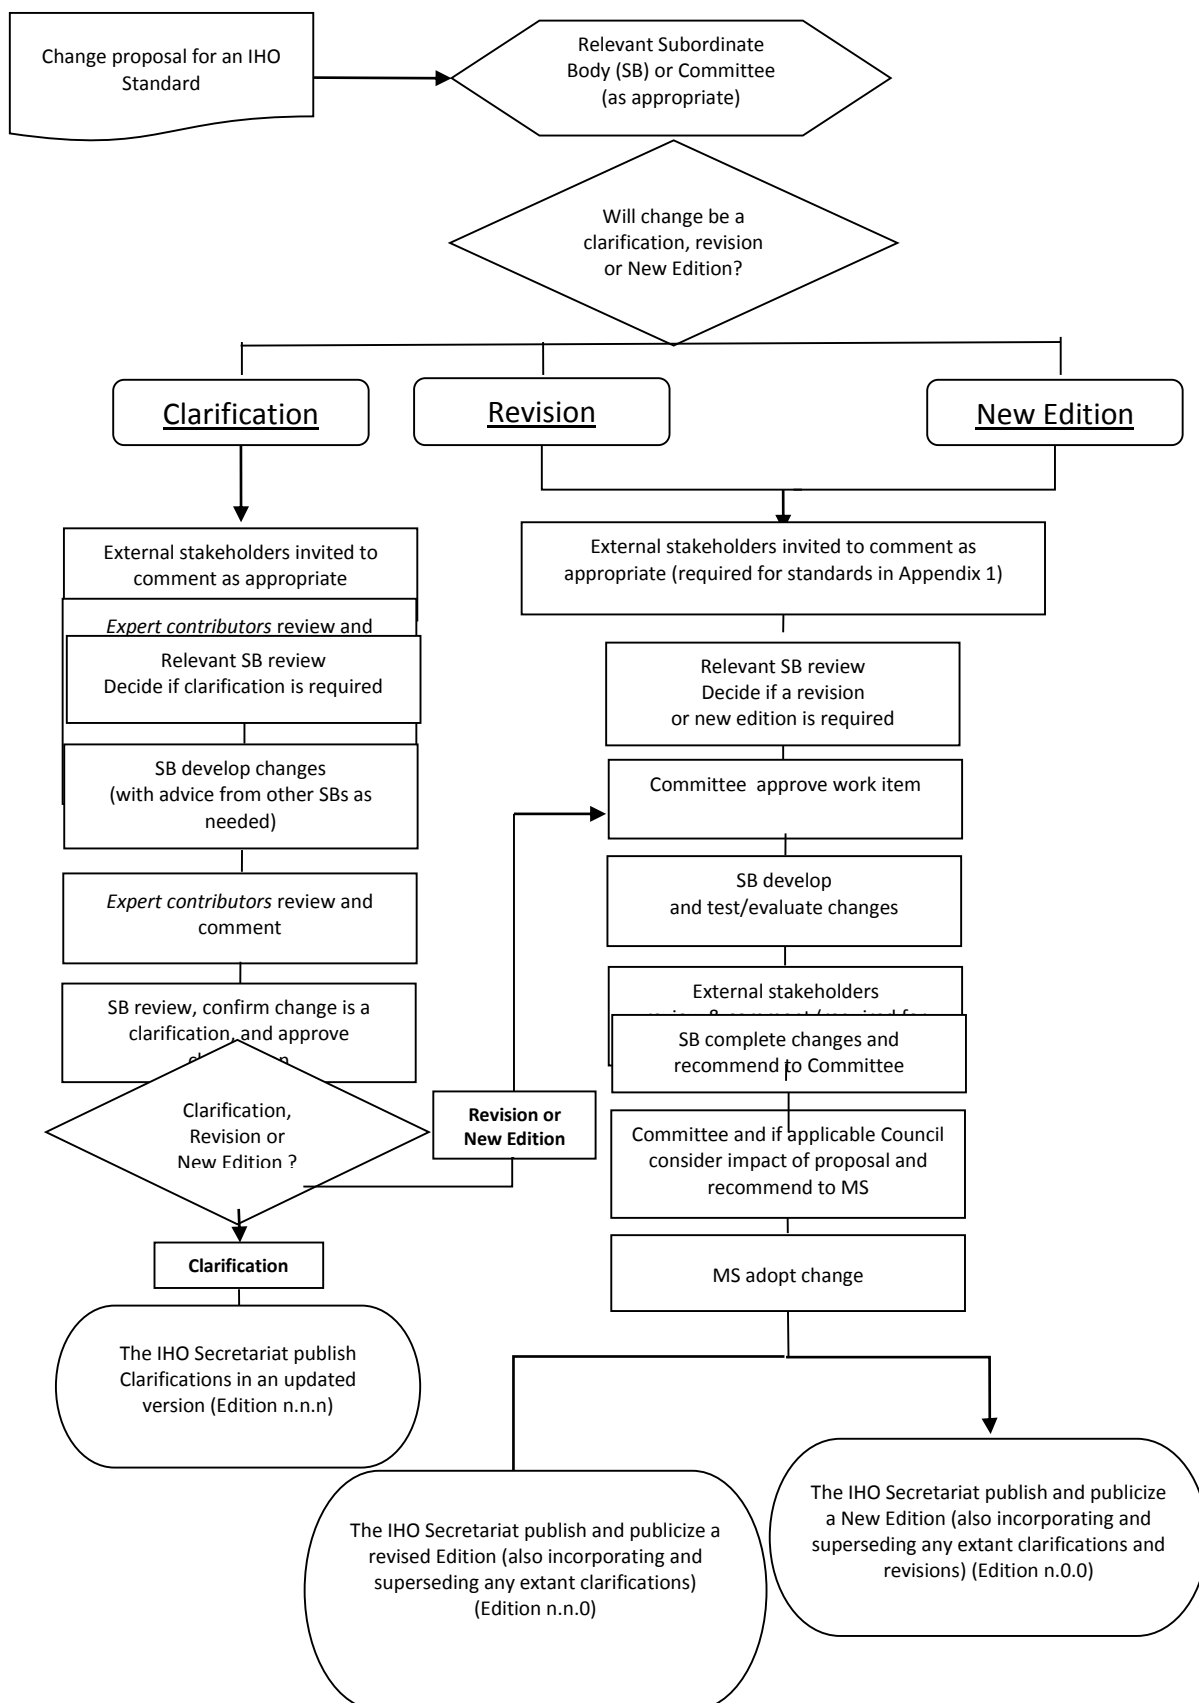 Change proposal for an IHO
Standard
Relevant Subordinate
Body (SB) or Committee
(as appropriate)
Will change be a
clarification, revision
or New Edition?
Clarification
Revision
New Edition
External stakeholders invited to
comment as appropriate
Expert contributors review and
Relevant SB review
Decide if clarification is required
SB develop changes
(with advice from other SBs as
needed)
Expert contributors review and
comment
SB review, confirm change is a
clarification, and approve
Clarification,
Revision or
New Edition ?
Revision or
New Edition
Clarification
The IHO Secretariat publish
Clarifications in an updated
version (Edition n.n.n)
External stakeholders invited to comment as
appropriate (required for standards in Appendix 1)
Relevant SB review
Decide if a revision
or new edition is required
Committee approve work item
SB develop
and test/evaluate changes
External stakeholders
SB complete changes and
recommend to Committee
Committee and if applicable Council
consider impact of proposal and
recommend to MS
MS adopt change
The IHO Secretariat publish and publicize a
revised Edition (also incorporating and
superseding any extant clarifications)
(Edition n.n.0)
The IHO Secretariat publish and publicize
a New Edition (also incorporating and
superseding any extant clarifications and
revisions) (Edition n.0.0)